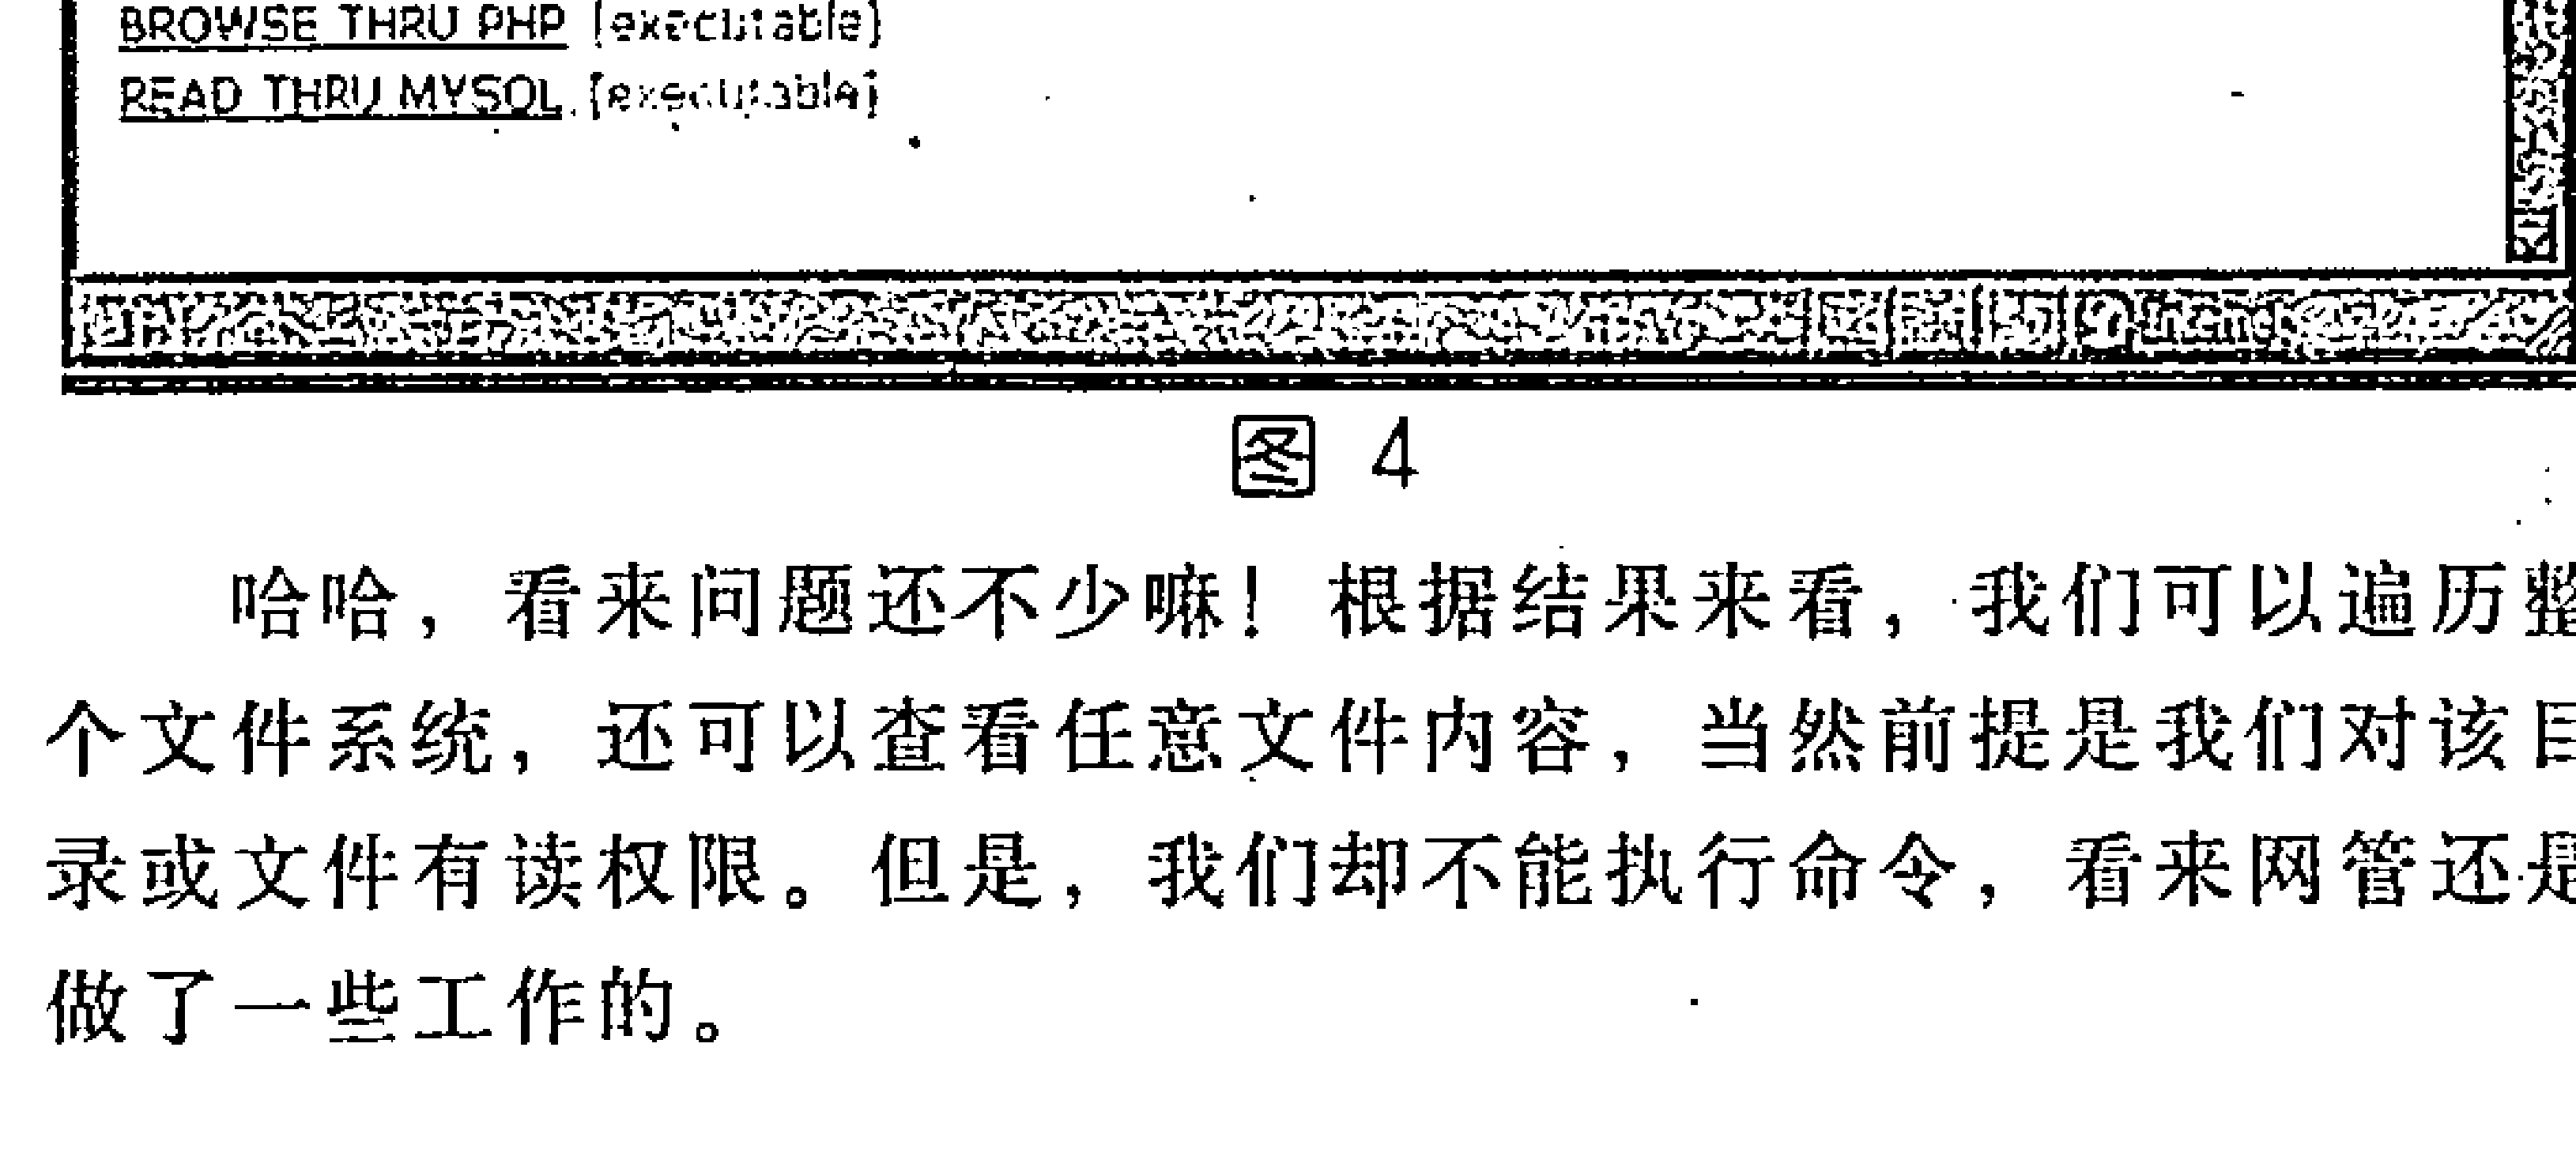 BROWSE THRU PHP [executable]
READ THRU MYSQL [executable]
图 4
哈哈，看来问题还不少嘛！根据结果来看，我们可以遍历整
个文件系统，还可以查看任意文件内容，当然前提是我们对该目
录或文件有读权限。但是，我们却不能执行命令，看来网管还是
做了一些工作的。